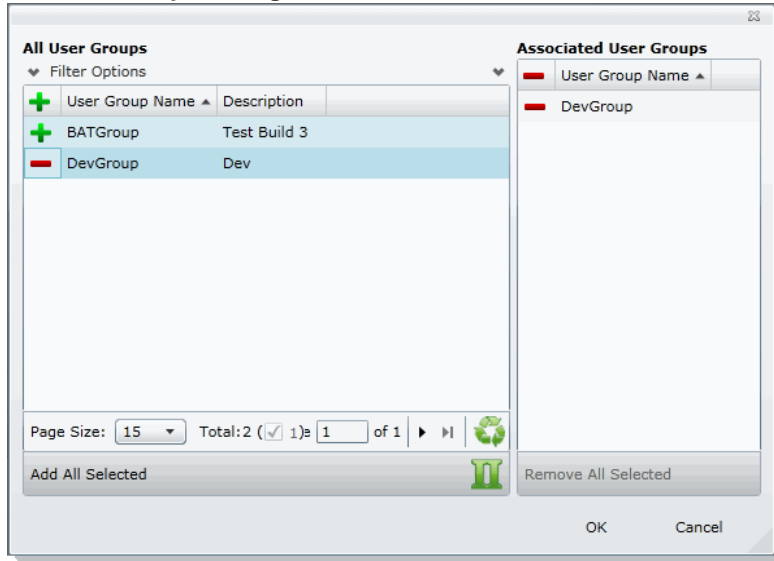 All User Groups
Filter Options
User Group Name Description
BATGroup Test Build 3
DevGroup Dev
Page Size: 15 Total:2 ( 1)e 1 of 1
Add All Selected
Associated User Groups
User Group Name
DevGroup
Remove All Selected
OK Cancel